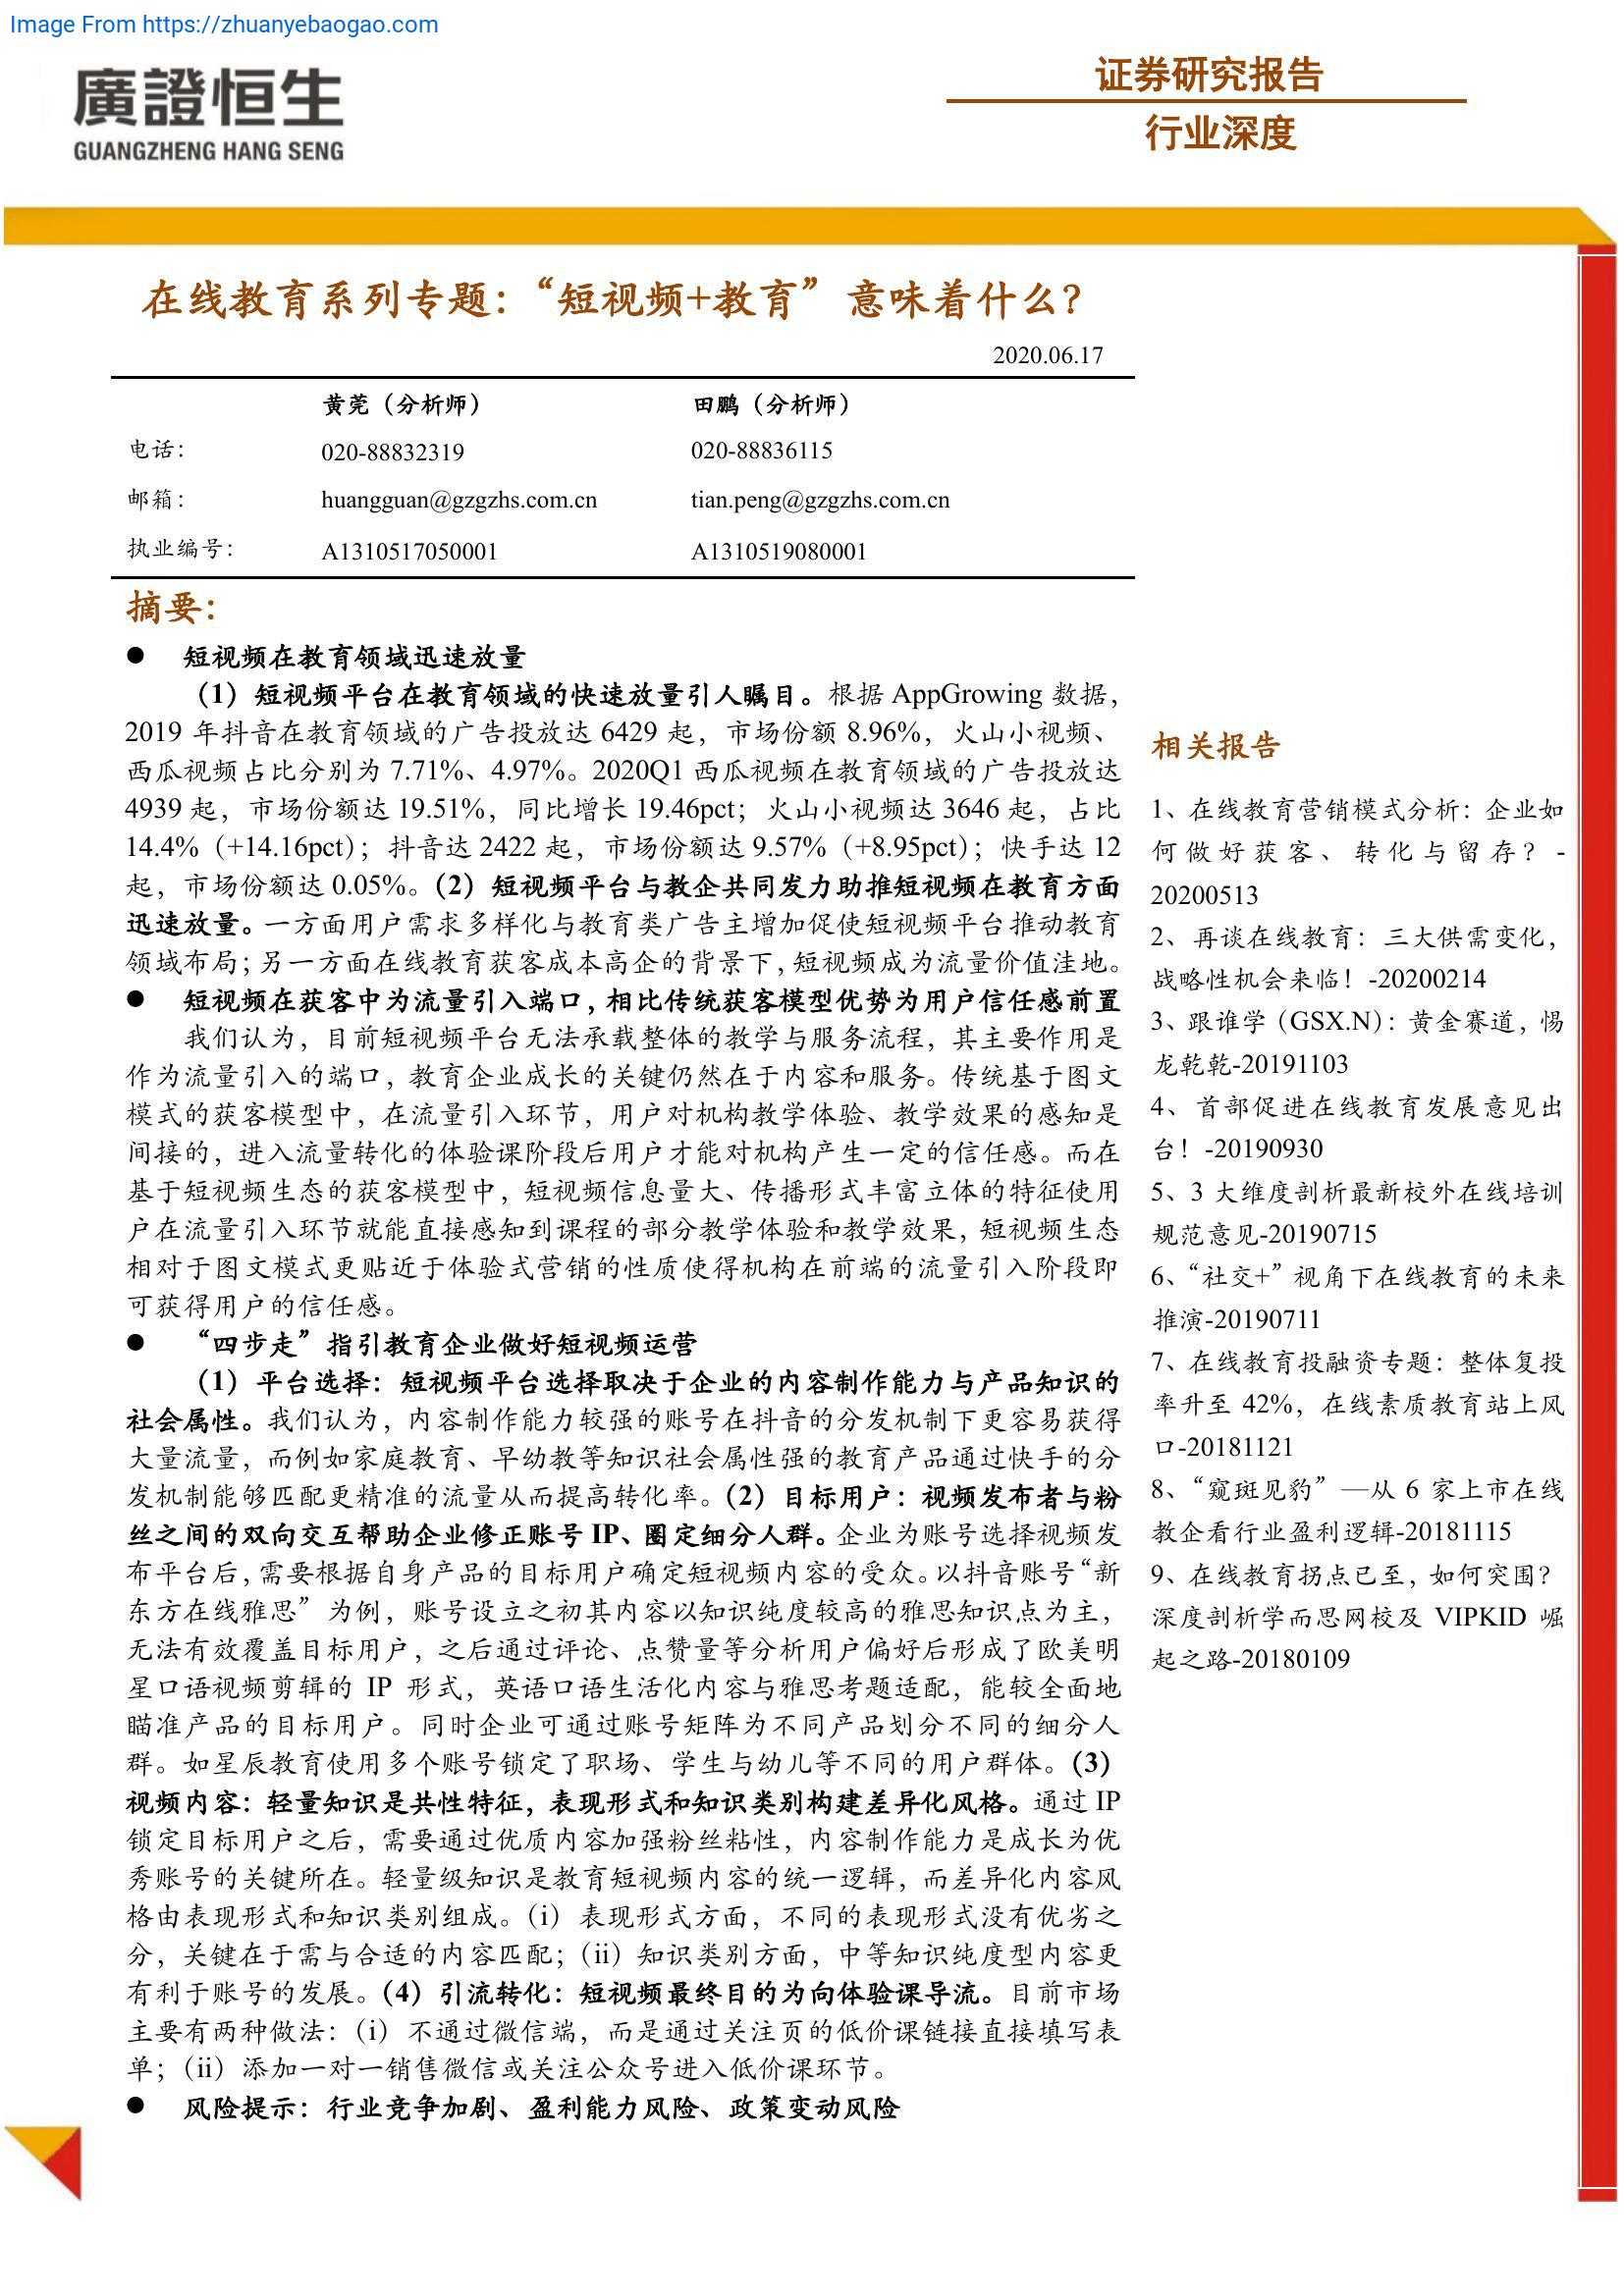 Image From https://zhuanyebaogao.com
廣證恒生
GUANGZHENG HANG SENG
证券研究报告
行业深度
在线教育系列专题：“短视频+教育”意味着什么？
2020.06.17
黄莞（分析师） 田鹏（分析师）
电话： 020-88832319 020-88836115
邮箱： huangguan@gzgzhs.com.cn tian.peng@gzgzhs.com.cn
执业编号： A1310517050001 A1310519080001
摘要：
● 短视频在教育领域迅速放量
（1）短视频平台在教育领域的快速放量引人瞩目。根据 AppGrowing 数据，
2019 年抖音在教育领域的广告投放达 6429 起，市场份额 8.96%，火山小视频、
西瓜视频占比分别为 7.71%、4.97%。2020Q1 西瓜视频在教育领域的广告投放达
4939 起，市场份额达 19.51%，同比增长 19.46pct；火山小视频达 3646 起，占比
14.4%（+14.16pct）；抖音达 2422 起，市场份额达 9.57%（+8.95pct）；快手达 12
起，市场份额达 0.05%。（2）短视频平台与教企共同发力助推短视频在教育方面
迅速放量。一方面用户需求多样化与教育类广告主增加促使短视频平台推动教育
领域布局；另一方面在线教育获客成本高企的背景下，短视频成为流量价值洼地。
● 短视频在获客中为流量引入端口，相比传统获客模型优势为用户信任感前置
我们认为，目前短视频平台无法承载整体的教学与服务流程，其主要作用是
作为流量引入的端口，教育企业成长的关键仍然在于内容和服务。传统基于图文
模式的获客模型中，在流量引入环节，用户对机构教学体验、教学效果的感知是
间接的，进入流量转化的体验课阶段后用户才能对机构产生一定的信任感。而在
基于短视频生态的获客模型中，短视频信息量大、传播形式丰富立体的特征使用
户在流量引入环节就能直接感知到课程的部分教学体验和教学效果，短视频生态
相对于图文模式更贴近于体验式营销的性质使得机构在前端的流量引入阶段即
可获得用户的信任感。
● “四步走”指引教育企业做好短视频运营
（1）平台选择：短视频平台选择取决于企业的内容制作能力与产品知识的
社会属性。我们认为，内容制作能力较强的账号在抖音的分发机制下更容易获得
大量流量，而例如家庭教育、早幼教等知识社会属性强的教育产品通过快手的分
发机制能够匹配更精准的流量从而提高转化率。（2）目标用户：视频发布者与粉
丝之间的双向交互帮助企业修正账号 IP、圈定细分人群。企业为账号选择视频发
布平台后，需要根据自身产品的目标用户确定短视频内容的受众。以抖音账号“新
东方在线雅思”为例，账号设立之初其内容以知识纯度较高的雅思知识点为主，
无法有效覆盖目标用户，之后通过评论、点赞量等分析用户偏好后形成了欧美明
星口语视频剪辑的 IP 形式，英语口语生活化内容与雅思考题适配，能较全面地
瞄准产品的目标用户。同时企业可通过账号矩阵为不同产品划分不同的细分人
群。如星辰教育使用多个账号锁定了职场、学生与幼儿等不同的用户群体。（3）
视频内容：轻量知识是共性特征，表现形式和知识类别构建差异化风格。通过 IP
锁定目标用户之后，需要通过优质内容加强粉丝粘性，内容制作能力是成长为优
秀账号的关键所在。轻量级知识是教育短视频内容的统一逻辑，而差异化内容风
格由表现形式和知识类别组成。（i）表现形式方面，不同的表现形式没有优劣之
分，关键在于需与合适的内容匹配；（ii）知识类别方面，中等知识纯度型内容更
有利于账号的发展。（4）引流转化：短视频最终目的为向体验课导流。目前市场
主要有两种做法：（i）不通过微信端，而是通过关注页的低价课链接直接填写表
单；（ii）添加一对一销售微信或关注公众号进入低价课环节。
● 风险提示：行业竞争加剧、盈利能力风险、政策变动风险
相关报告
1、在线教育营销模式分析：企业如
何做好获客、转化与留存？-
20200513
2、再谈在线教育：三大供需变化，
战略性机会来临！-20200214
3、跟谁学（GSX.N）：黄金赛道，惕
龙乾乾-20191103
4、首部促进在线教育发展意见出
台！-20190930
5、3 大维度剖析最新校外在线培训
规范意见-20190715
6、“社交+”视角下在线教育的未来
推演-20190711
7、在线教育投融资专题：整体复投
率升至 42%，在线素质教育站上风
口-20181121
8、“窥斑见豹”—从 6 家上市在线
教企看行业盈利逻辑-20181115
9、在线教育拐点已至，如何突围？
深度剖析学而思网校及 VIPKID 崛
起之路-20180109